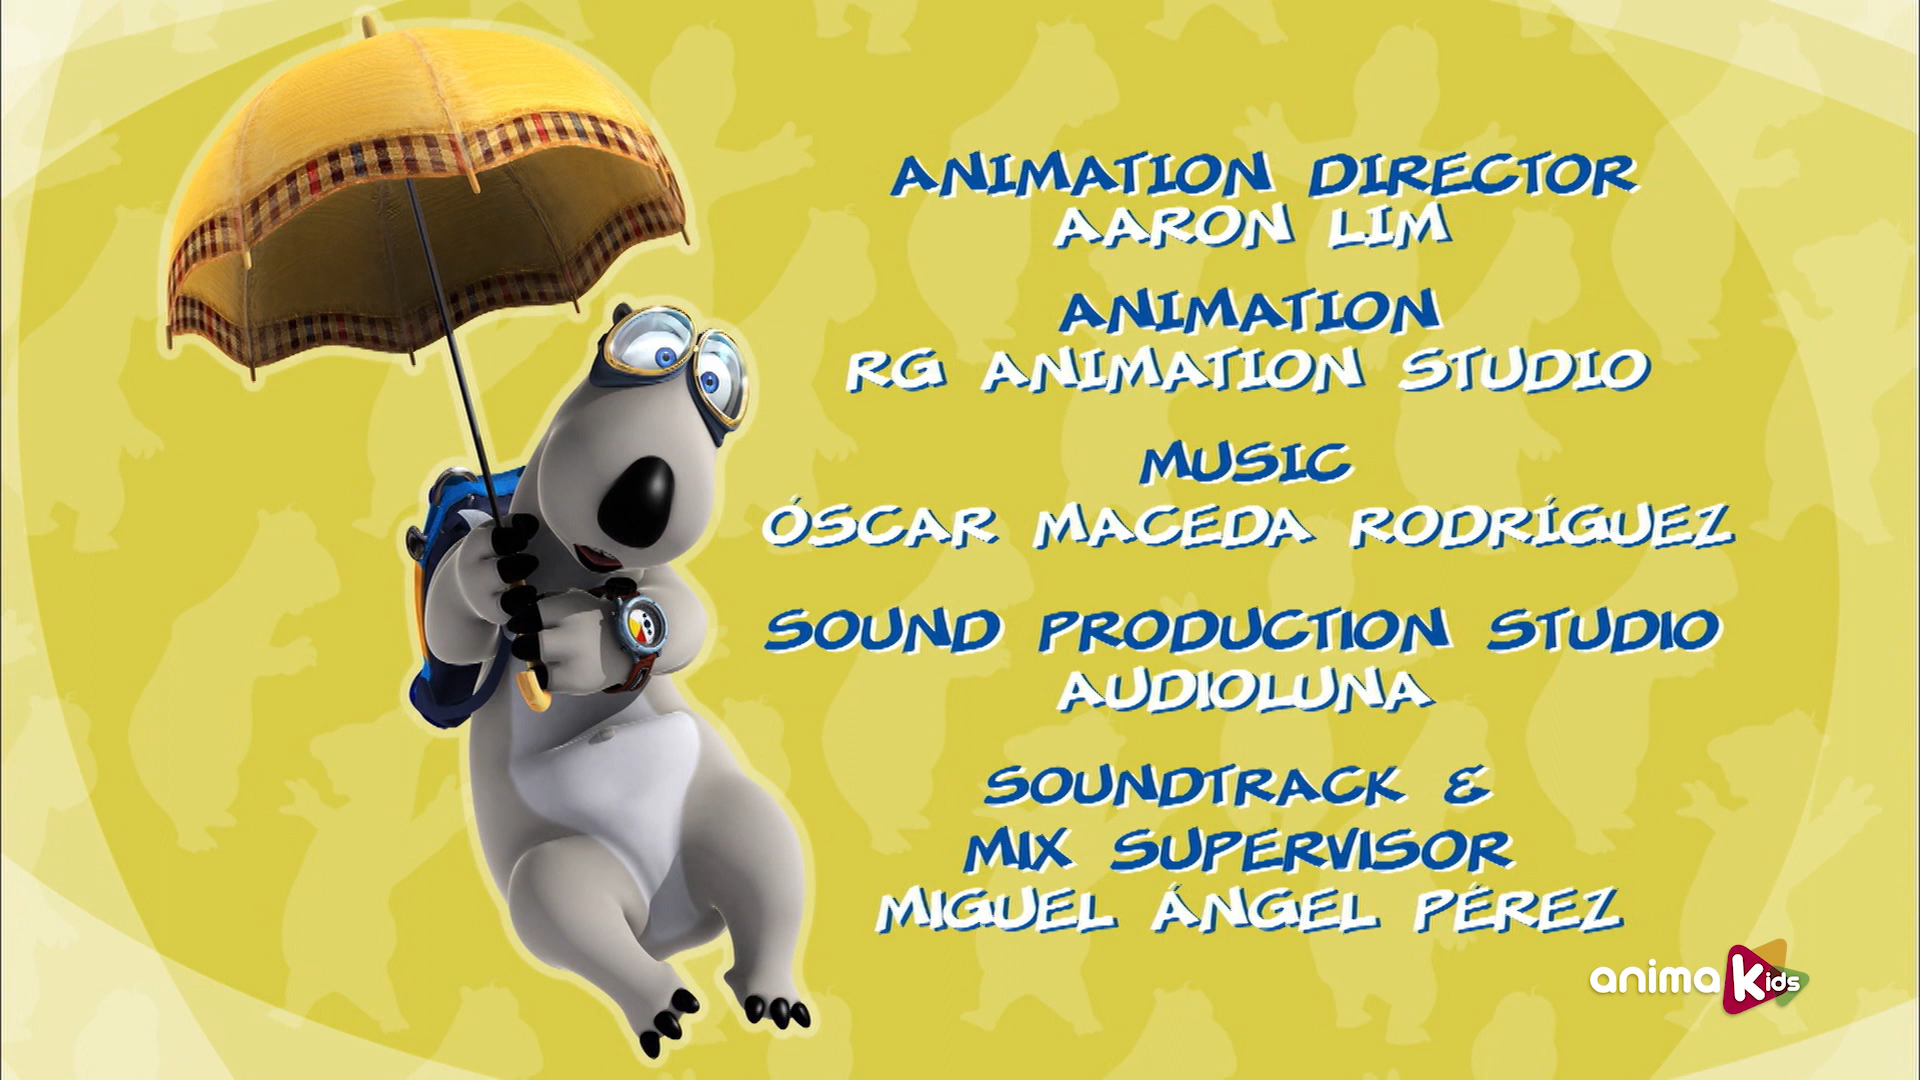 ANIMATION DIRECTOR
AARON LIM
ANIMATION
RG ANIMATION STUDIO
MUSIC
ÓSCAR MACEDA RODRÍGUEZ
SOUND PRODUCTION STUDIO
AUDIOLUNA
SOUNDTRACK &
MIX SUPERVISOR
MIGUEL ÁNGEL PÉREZ
anima Kids